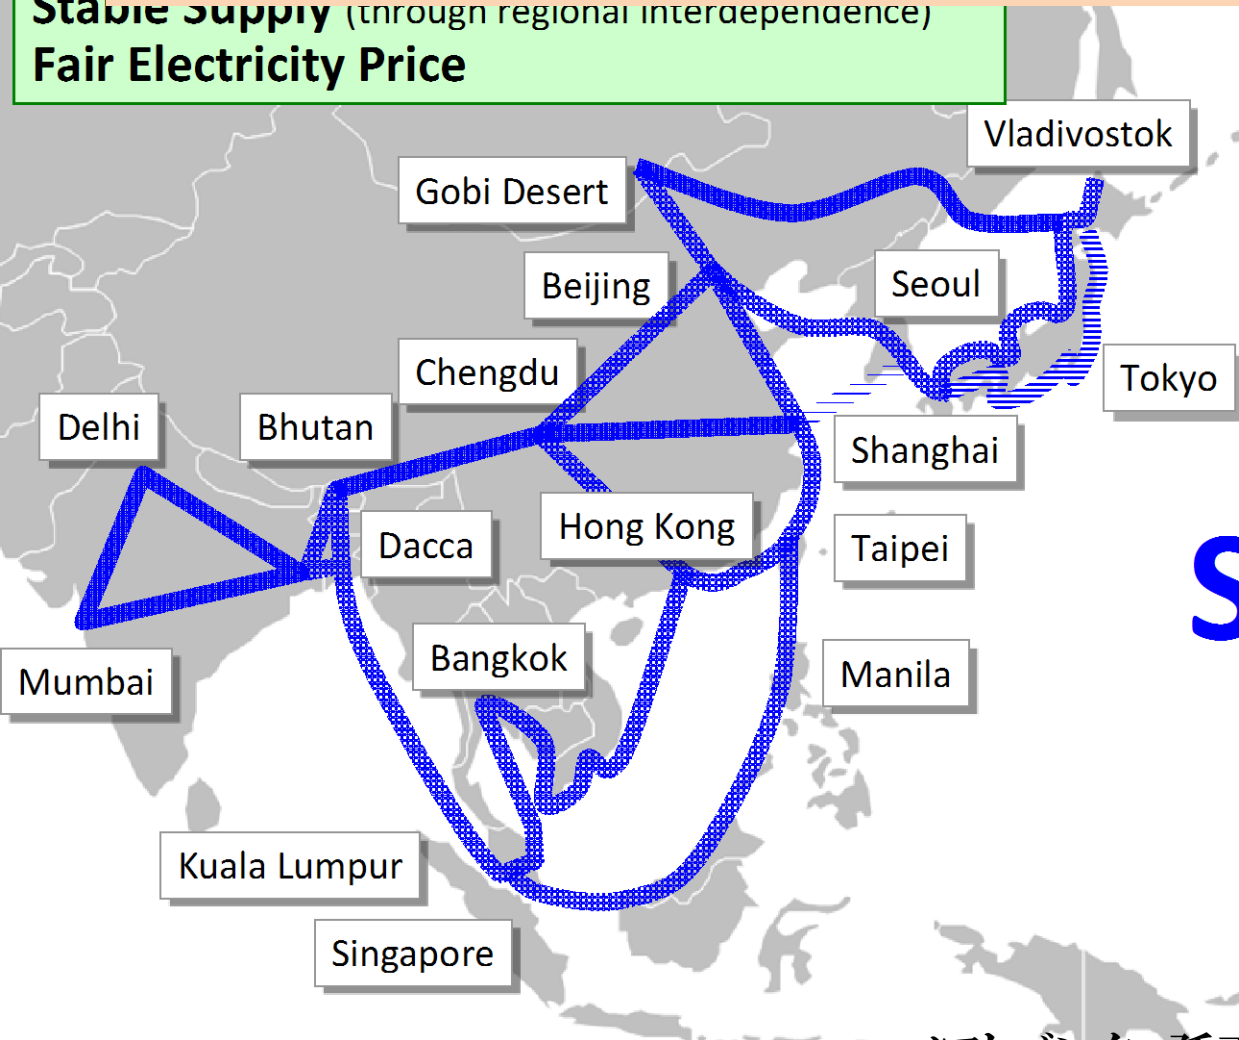 Stable Supply (through regional interdependence)
Fair Electricity Price
Vladivostok
Gobi Desert
Beijing
Seoul
Chengdu
Tokyo
Delhi
Bhutan
Shanghai
Hong Kong
Dacca
Taipei
Bangkok
Manila
Mumbai
Kuala Lumpur
Singapore
S